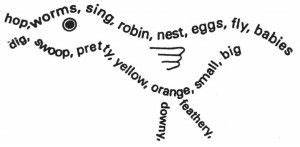 hop, worms, sing, robin, nest, eggs, fly, babies
dig, swoop, pretty, yellow, orange, small, big
downy,
feathery,